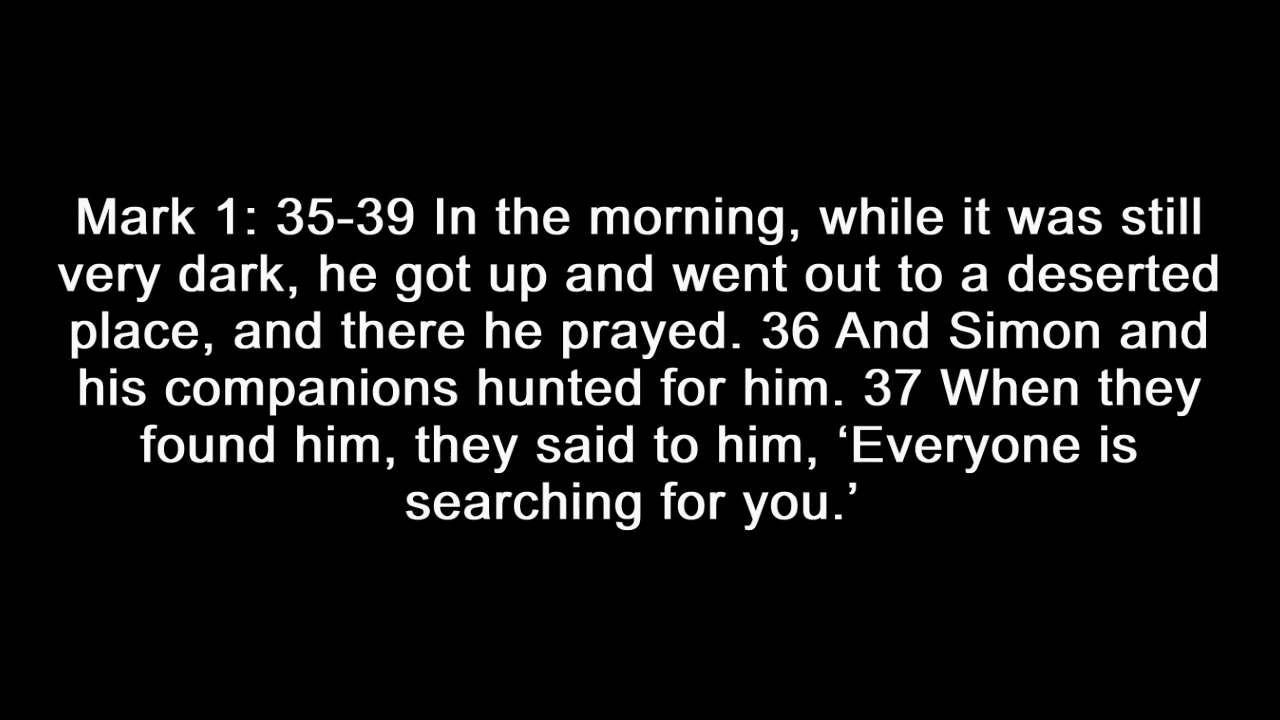 Mark 1: 35-39 In the morning, while it was still
very dark, he got up and went out to a deserted
place, and there he prayed. 36 And Simon and
his companions hunted for him. 37 When they
found him, they said to him, ‘Everyone is
searching for you.’